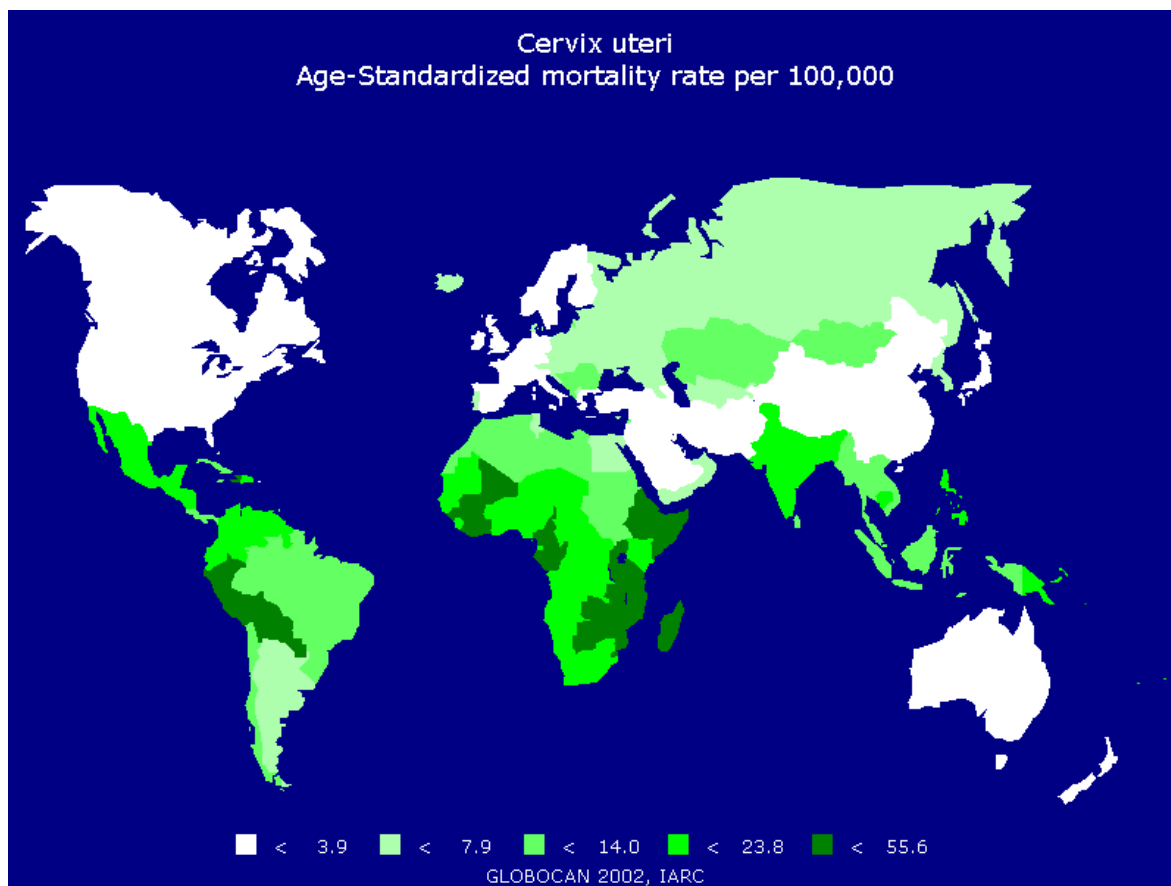 Cervix uteri
Age-Standardized mortality rate per 100,000
< 3.9 < 7.9 < 14.0 < 23.8 < 55.6
GLOBOCAN 2002, IARC